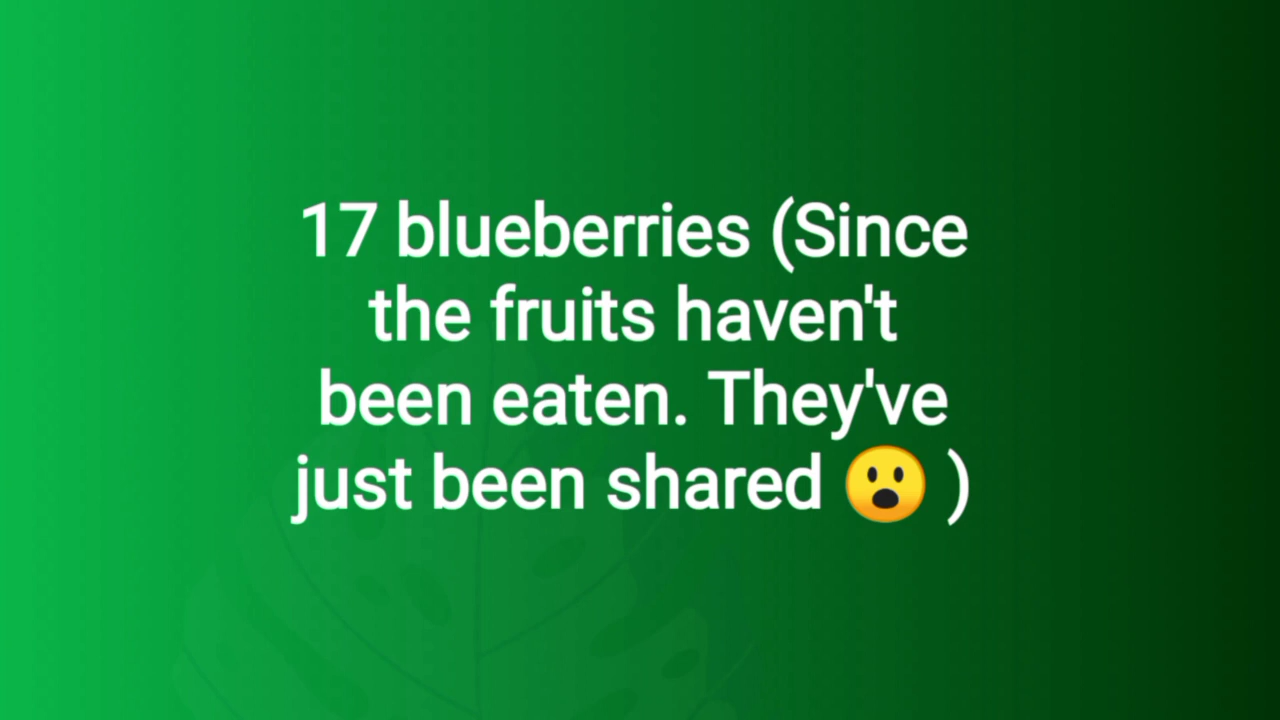 17 blueberries (Since
the fruits haven't
been eaten. They've
just been shared 😮 )